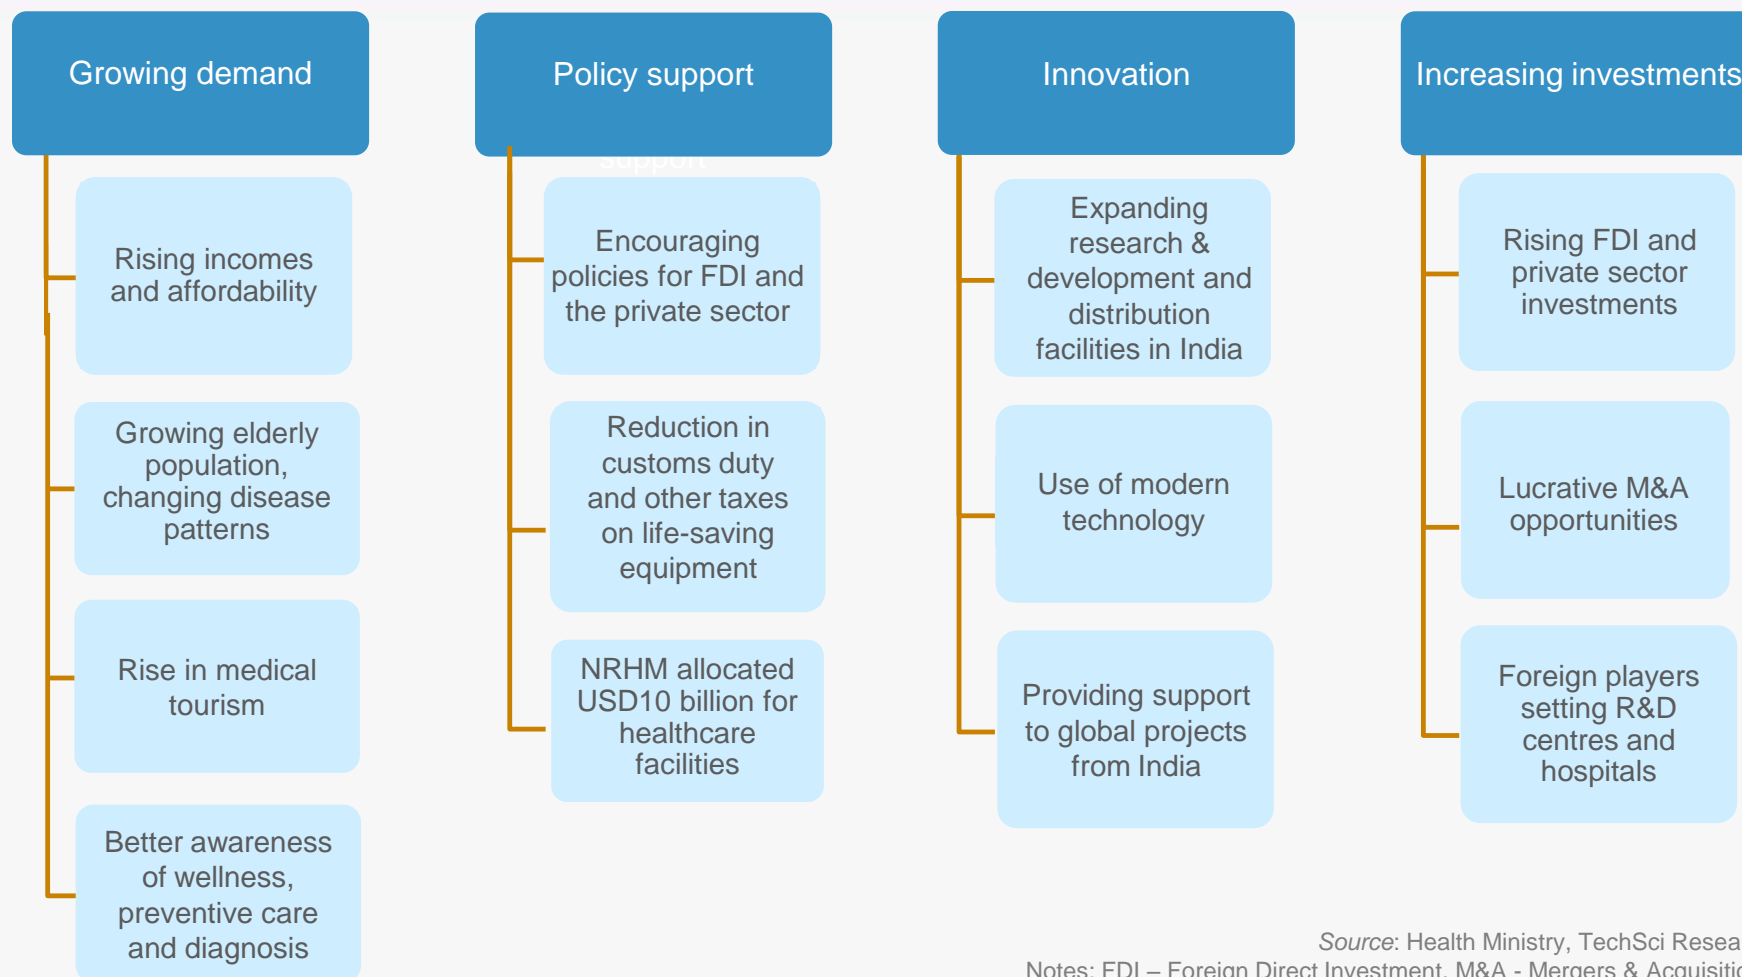 Growing demand
Rising incomes
and affordability
Growing elderly
population,
changing disease
patterns
Rise in medical
tourism
Better awareness
of wellness,
preventive care
and diagnosis
Policy support
support
Encouraging
policies for FDI and
the private sector
Reduction in
customs duty
and other taxes
on life-saving
equipment
NRHM allocated
USD10 billion for
healthcare
facilities
Innovation
Expanding
research &
development and
distribution
facilities in India
Use of modern
technology
Providing support
to global projects
from India
Increasing investments
Rising FDI and
private sector
investments
Lucrative M&A
opportunities
Foreign players
setting R&D
centres and
hospitals
Source: Health Ministry, TechSci
Notes: FDI – Foreign Direct Investment, M&A - Mergers &